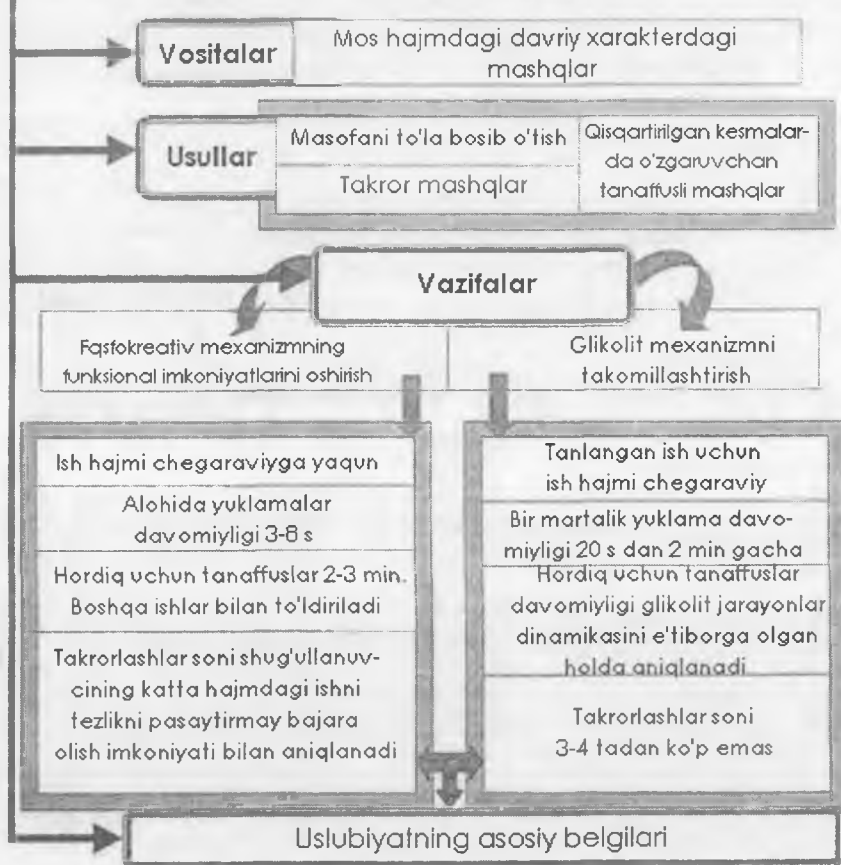 Vositalar
Mos hajmdagi davriy xarakterdagi
mashqlar
Usullar
Masofani to'la bosib o'tish
Takror mashqlar
Qisqartirilgan kesmalar-
da o'zgaruvchan
tanaffusli mashqlar
Vazifalar
Fqsfokreativ mexanizmning
funksional imkoniyatlarini oshirish
Glikolit mexanizmni
takomillashtirish
Ish hajmi chegaraviyga yaqun
Alohida yuklamalar
davomiyligi 3-8 s
Hordiq uchun tanaffuslar 2-3 min.
Boshqa ishlar bilan to'ldiriladi
Takrorlashlar soni shug'ullanuv-
cining katta hajmdagi ishni
tezlikni pasaytirmay bajara
olish imkoniyati bilan aniqlanadi
Tanlangan ish uchun
ish hajmi chegaraviy
Bir martalik yuklama davo-
miyligi 20 s dan 2 min gacha
Hordiq uchun tanaffuslar
davomiyligi glikolit jarayonlar
dinamikasini e'tiborga olgan
holda aniqlanadi
Takrorlashlar soni
3-4 tadan ko'p emas
Uslubiyatning asosiy belgilari